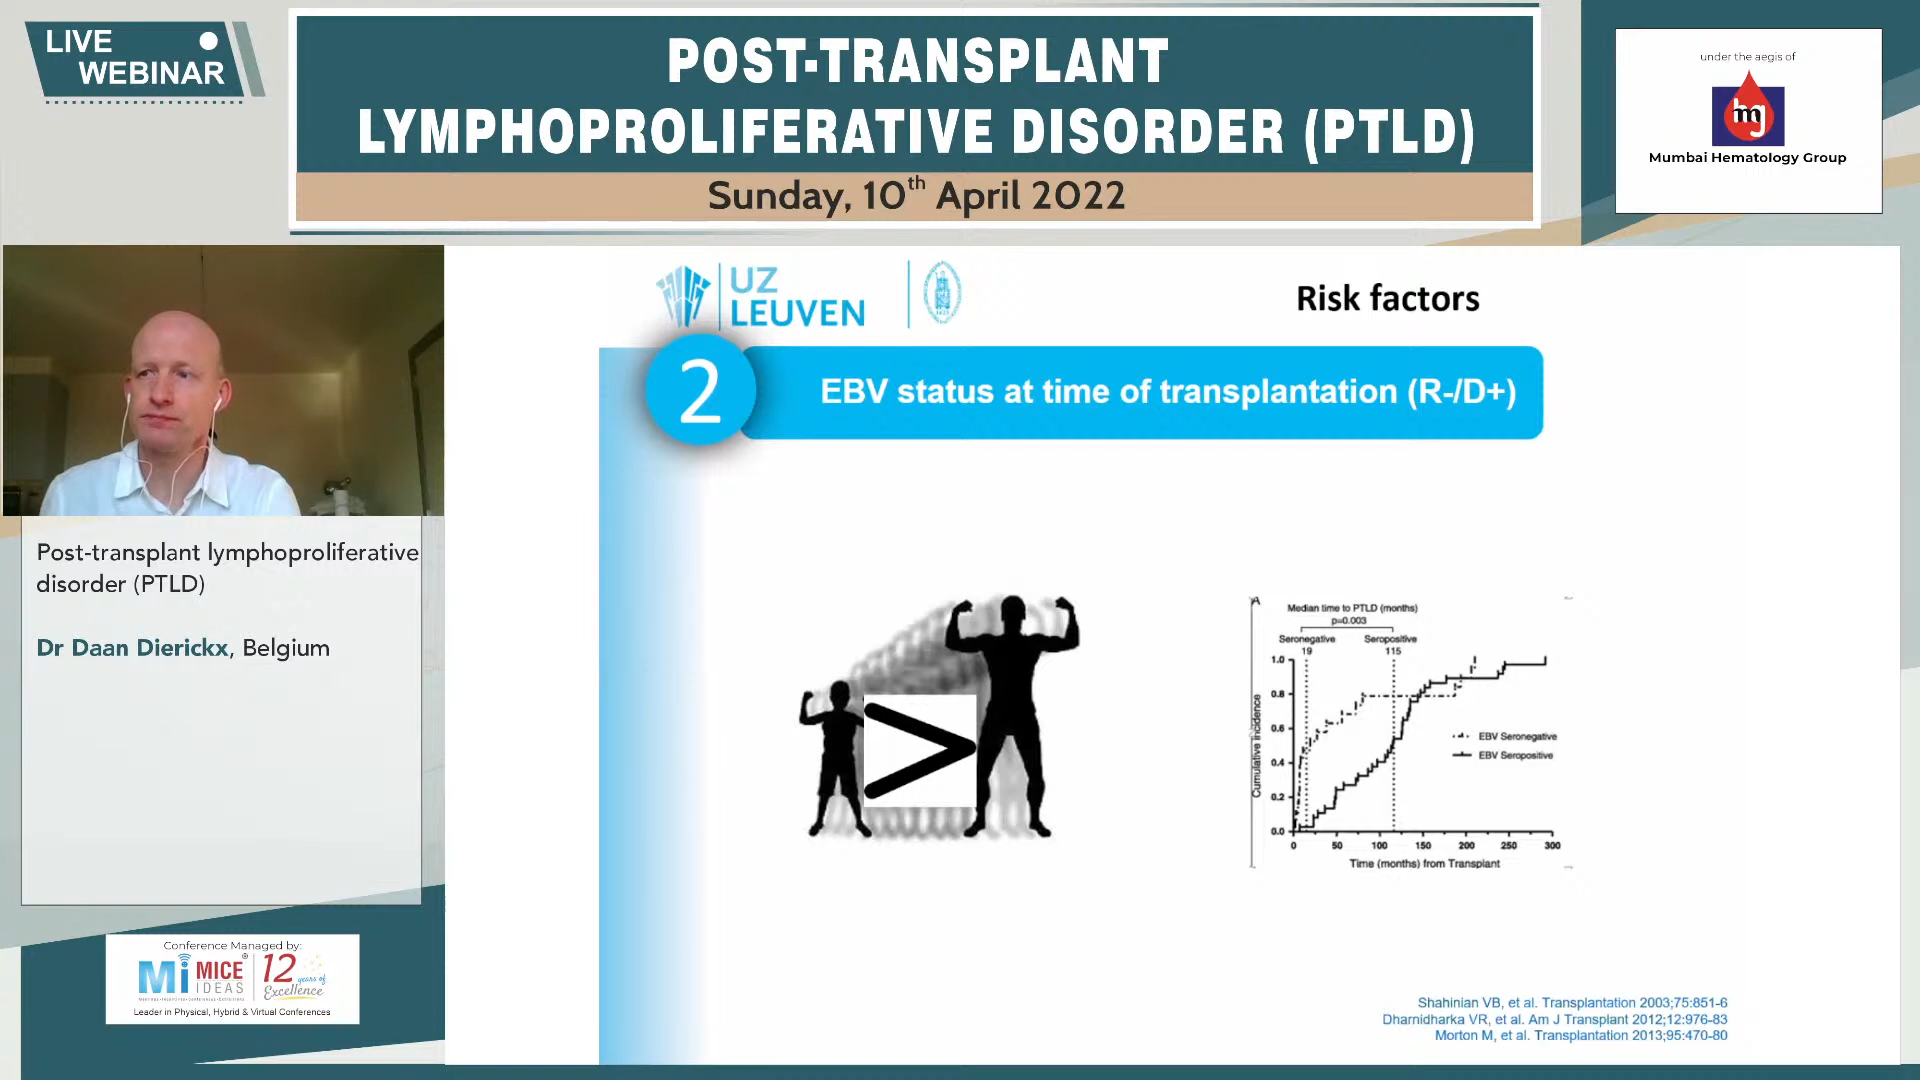 LIVE
WEBINAR
POST-TRANSPLANT
LYMPHOPROLIFERATIVE DISORDER (PTLD)
Sunday, 10th April 2022
under the aegis of
mg
Mumbai Hematology Group
UZ
LEUVEN
Risk factors
2
EBV status at time of transplantation (R-/D+)
Post-transplant lymphoproliferative
disorder (PTLD)
Dr Daan Dierickx, Belgium
>
A
Median time to PTLD (months)
p=0.003
Seronegative Seropositive
19 115
1.0
0.8
0.6
0.4
0.2
0.0
Cumulative incidence
EBV Seronegative
EBV Seropositive
0 50 100 150 200 250 300
Time (months) from Transplant
Conference Managed by:
Mi MICE
IDEAS
12 years of
Excellence
Leader in Physical, Hybrid & Virtual Conferences
Shahinian VB, et al. Transplantation 2003;75:851-6
Dharnidharka VR, et al. Am J Transplant 2012;12:976-83
Morton M, et al. Transplantation 2013;95:470-80